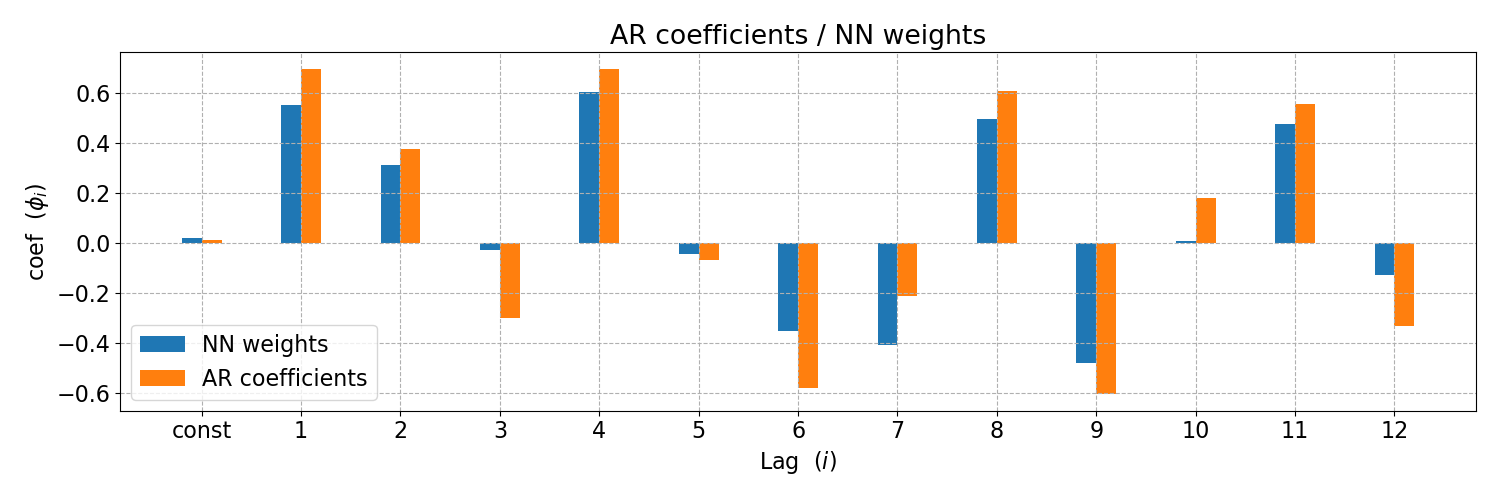 AR coefficients / NN weights
coef (ϕi)
0.6
0.4
0.2
0.0
−0.2
−0.4
−0.6
NN weights
AR coefficients
const 1 2 3 4 5 6 7 8 9 10 11 12
Lag (i)